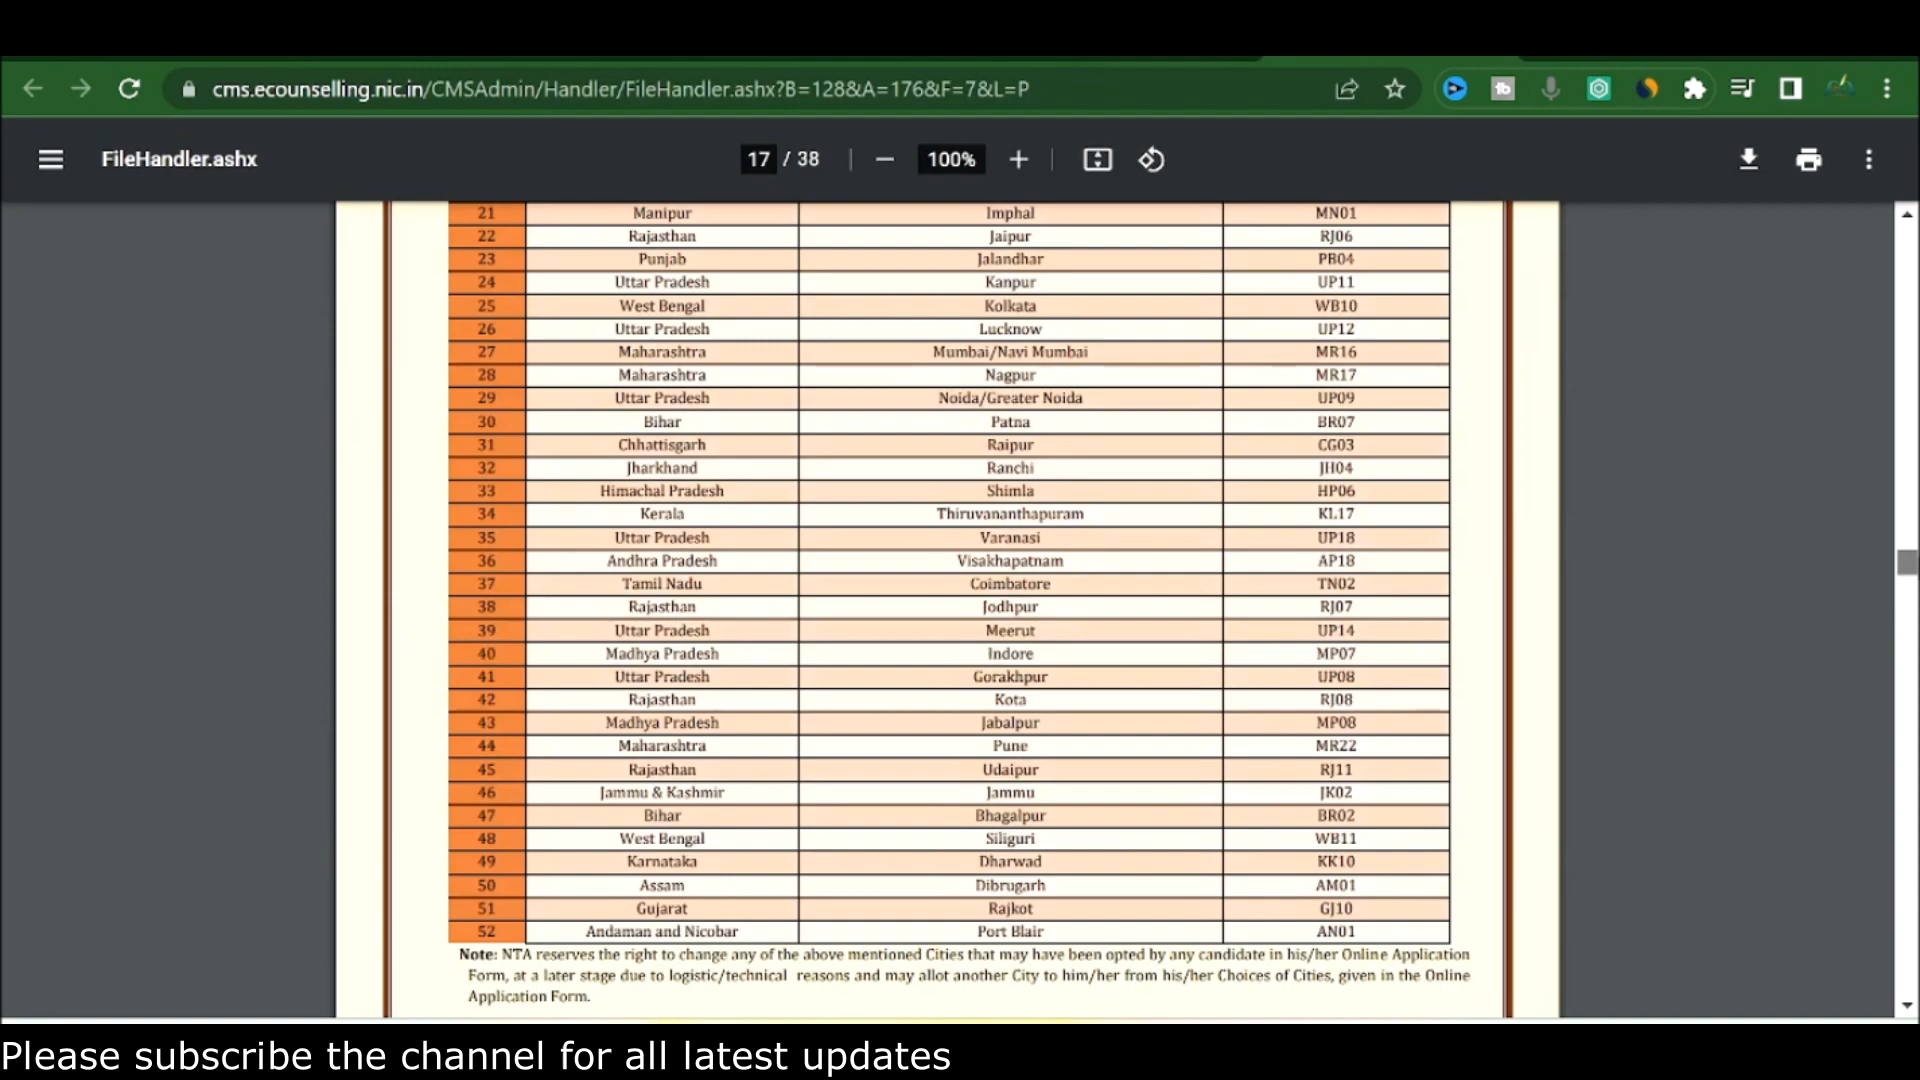 cms.ecounselling.nic.in/CMSAdmin/Handler/FileHandler.ashx?B=128&A=176&F=7&L=P
FileHandler.ashx
17 / 38
100%
21 Manipur Imphal MN01
22 Rajasthan Jaipur RJ06
23 Punjab Jalandhar PB04
24 Uttar Pradesh Kanpur UP11
25 West Bengal Kolkata WB10
26 Uttar Pradesh Lucknow UP12
27 Maharashtra Mumbai/Navi Mumbai MR16
28 Maharashtra Nagpur MR17
29 Uttar Pradesh Noida/Greater Noida UP09
30 Bihar Patna BR07
31 Chhattisgarh Raipur CG03
32 Jharkhand Ranchi JH04
33 Himachal Pradesh Shimla HP06
34 Kerala Thiruvananthapuram KL17
35 Uttar Pradesh Varanasi UP18
36 Andhra Pradesh Visakhapatnam AP18
37 Tamil Nadu Coimbatore TN02
38 Rajasthan Jodhpur RJ07
39 Uttar Pradesh Meerut UP14
40 Madhya Pradesh Indore MP07
41 Uttar Pradesh Gorakhpur UP08
42 Rajasthan Kota RJ08
43 Madhya Pradesh Jabalpur MP08
44 Maharashtra Pune MR22
45 Rajasthan Udaipur RJ11
46 Jammu & Kashmir Jammu JK02
47 Bihar Bhagalpur BR02
48 West Bengal Siliguri WB11
49 Karnataka Dharwad KK10
50 Assam Dibrugarh AM01
51 Gujarat Rajkot GJ10
52 Andaman and Nicobar Port Blair AN01
Note: NTA reserves the right to change any of the above mentioned Cities that may have been opted by any candidate in his/her Online Application
Form, at a later stage due to logistic/technical reasons and may allot another City to him/her from his/her Choices of Cities, given in the Online
Application Form.
Please subscribe the channel for all latest updates